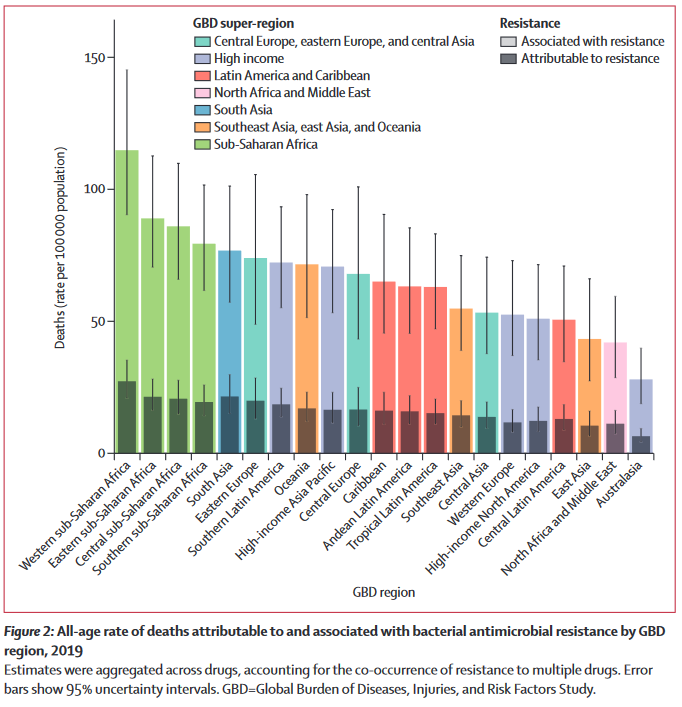 GBD super-region
Central Europe, eastern Europe, and central Asia
High income
Latin America and Caribbean
North Africa and Middle East
South Asia
Southeast Asia, east Asia, and Oceania
Sub-Saharan Africa
Resistance
Associated with resistance
Attributable to resistance
Deaths (rate per 100 000 population)
150
100
50
0
Western sub-Saharan Africa
Eastern sub-Saharan Africa
Central sub-Saharan Africa
Southern sub-Saharan Africa
South Asia
Eastern Europe
Southern Latin America
Oceania
High-income Asia Pacific
Central Europe
Caribbean
Andean Latin America
Tropical Latin America
Southeast Asia
Central Asia
Western Europe
High-income North America
Central Latin America
East Asia
North Africa and Middle East
Australasia
GBD region
Figure 2: All-age rate of deaths attributable to and associated with bacterial antimicrobial resistance by GBD
region, 2019
Estimates were aggregated across drugs, accounting for the co-occurrence of resistance to multiple drugs. Error
bars show 95% uncertainty intervals. GBD=Global Burden of Diseases, Injuries, and Risk Factors Study.